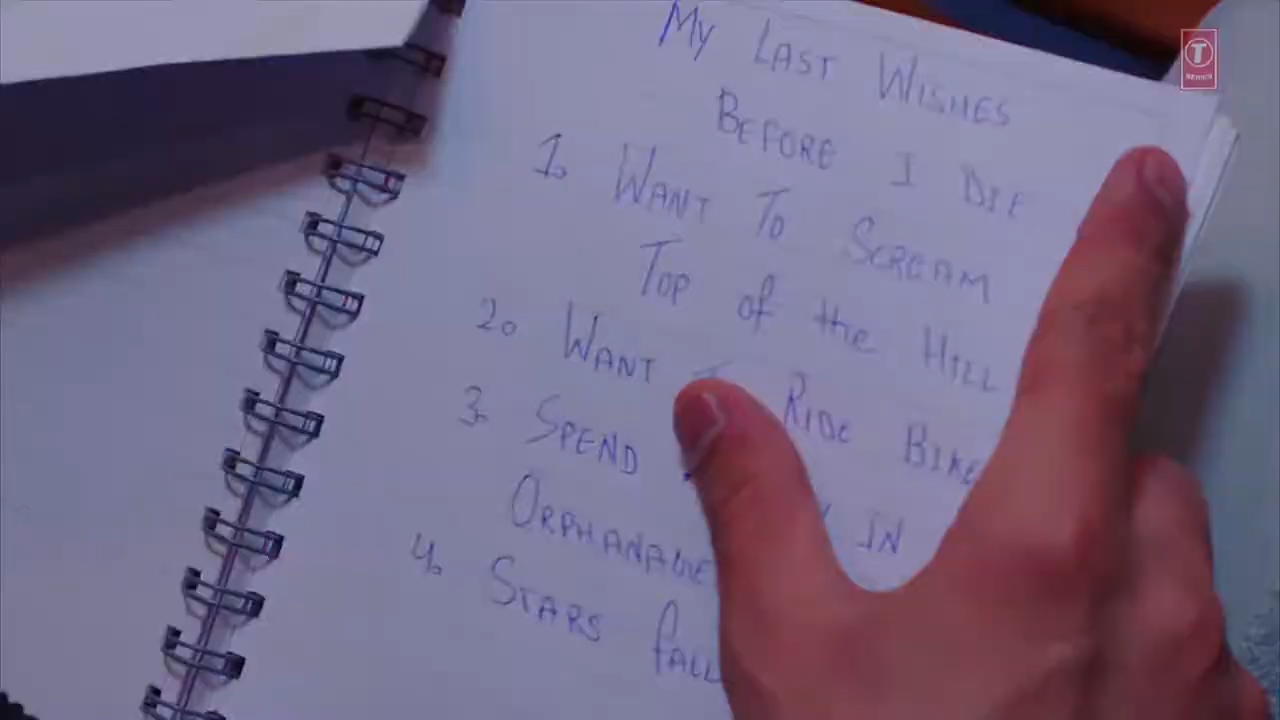 My LAST WISHES
BEFORE I DIE
1. WANT TO SCREAM
TOP of the HILL
2. WANT RIDE BIKE
3. SPEND IN
ORPHANAGE
4. STARS fALL
T
SERIES